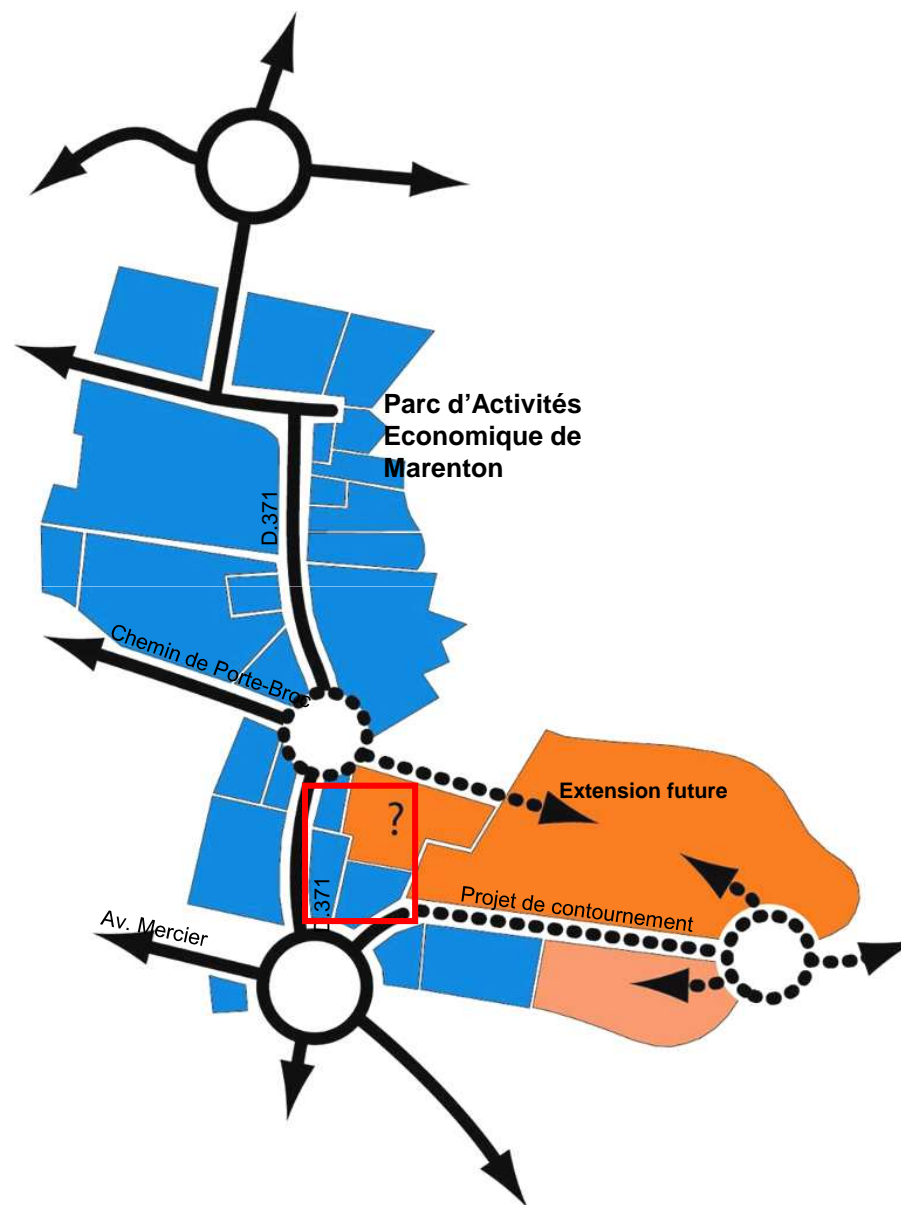 Parc d’Activités
Economique de
Marenton
D.371
Chemin de Porte-Broc
Extension future
?
D.371
Projet de contournement
Av. Mercier